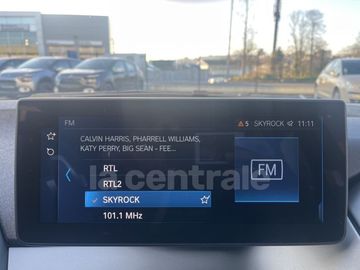 FM
5 SKYROCK 11:11
CALVIN HARRIS, PHARRELL WILLIAMS,
KATY PERRY, BIG SEAN - FEE...
RTL
RTL2
SKYROCK
101.1 MHz
FM
la centrale